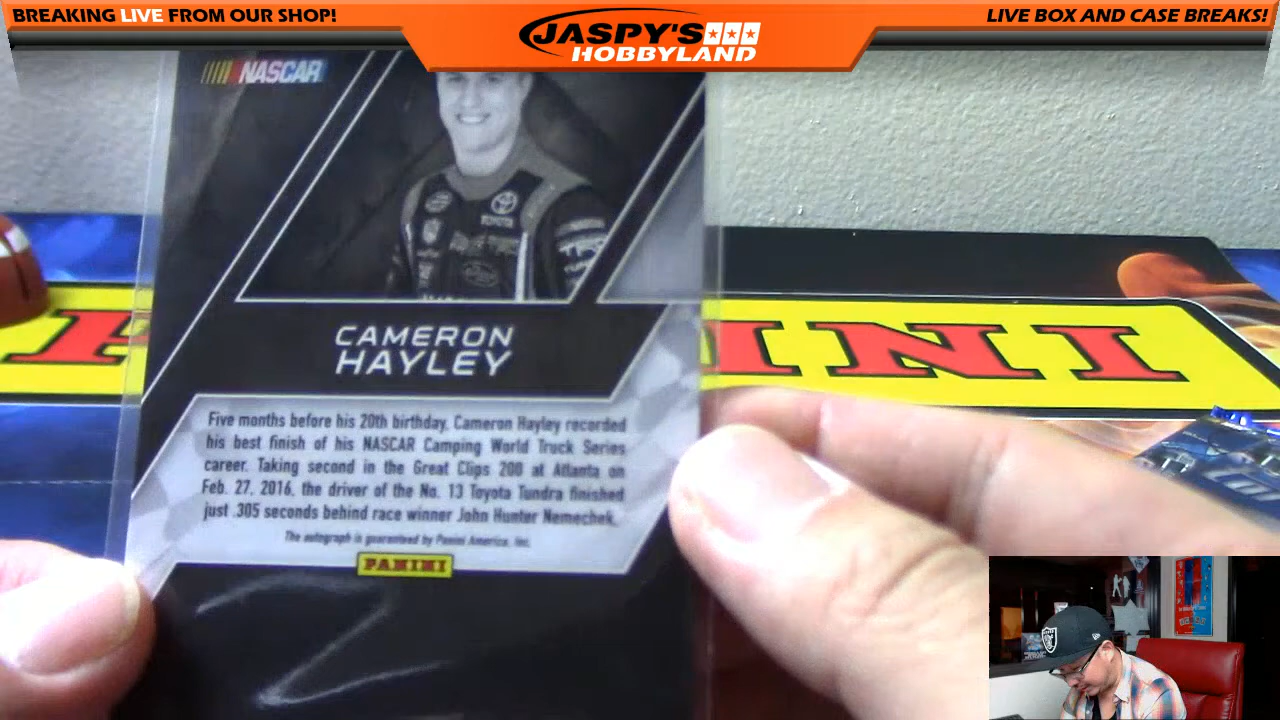 BREAKING LIVE FROM OUR SHOP!
JASPY'S
HOBBYLAND
LIVE BOX AND CASE BREAKS!
NASCAR
TOYOTA
CAMERON
HAYLEY
Five months before his 20th birthday, Cameron Hayley recorded
his best finish of his NASCAR Camping World Truck Series
career. Taking second in the Great Clips 200 at Atlanta on
Feb. 27, 2016, the driver of the No. 13 Toyota Tundra finished
just .305 seconds behind race winner John Hunter Nemechek.
The autograph is guaranteed by Panini America, Inc.
PANINI